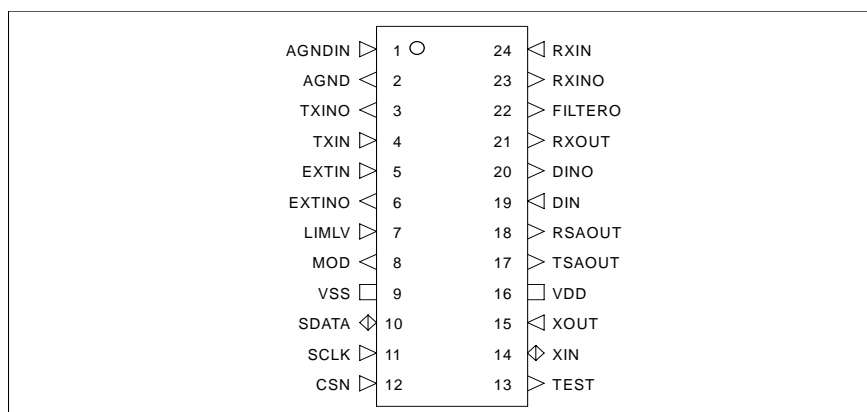 AGNDIN 1 24 RXIN
AGND 2 23 RXINO
TXINO 3 22 FILTERO
TXIN 4 21 RXOUT
EXTIN 5 20 DINO
EXTINO 6 19 DIN
LIMLV 7 18 RSAOUT
MOD 8 17 TSAOUT
VSS 9 16 VDD
SDATA 10 15 XOUT
SCLK 11 14 XIN
CSN 12 13 TEST